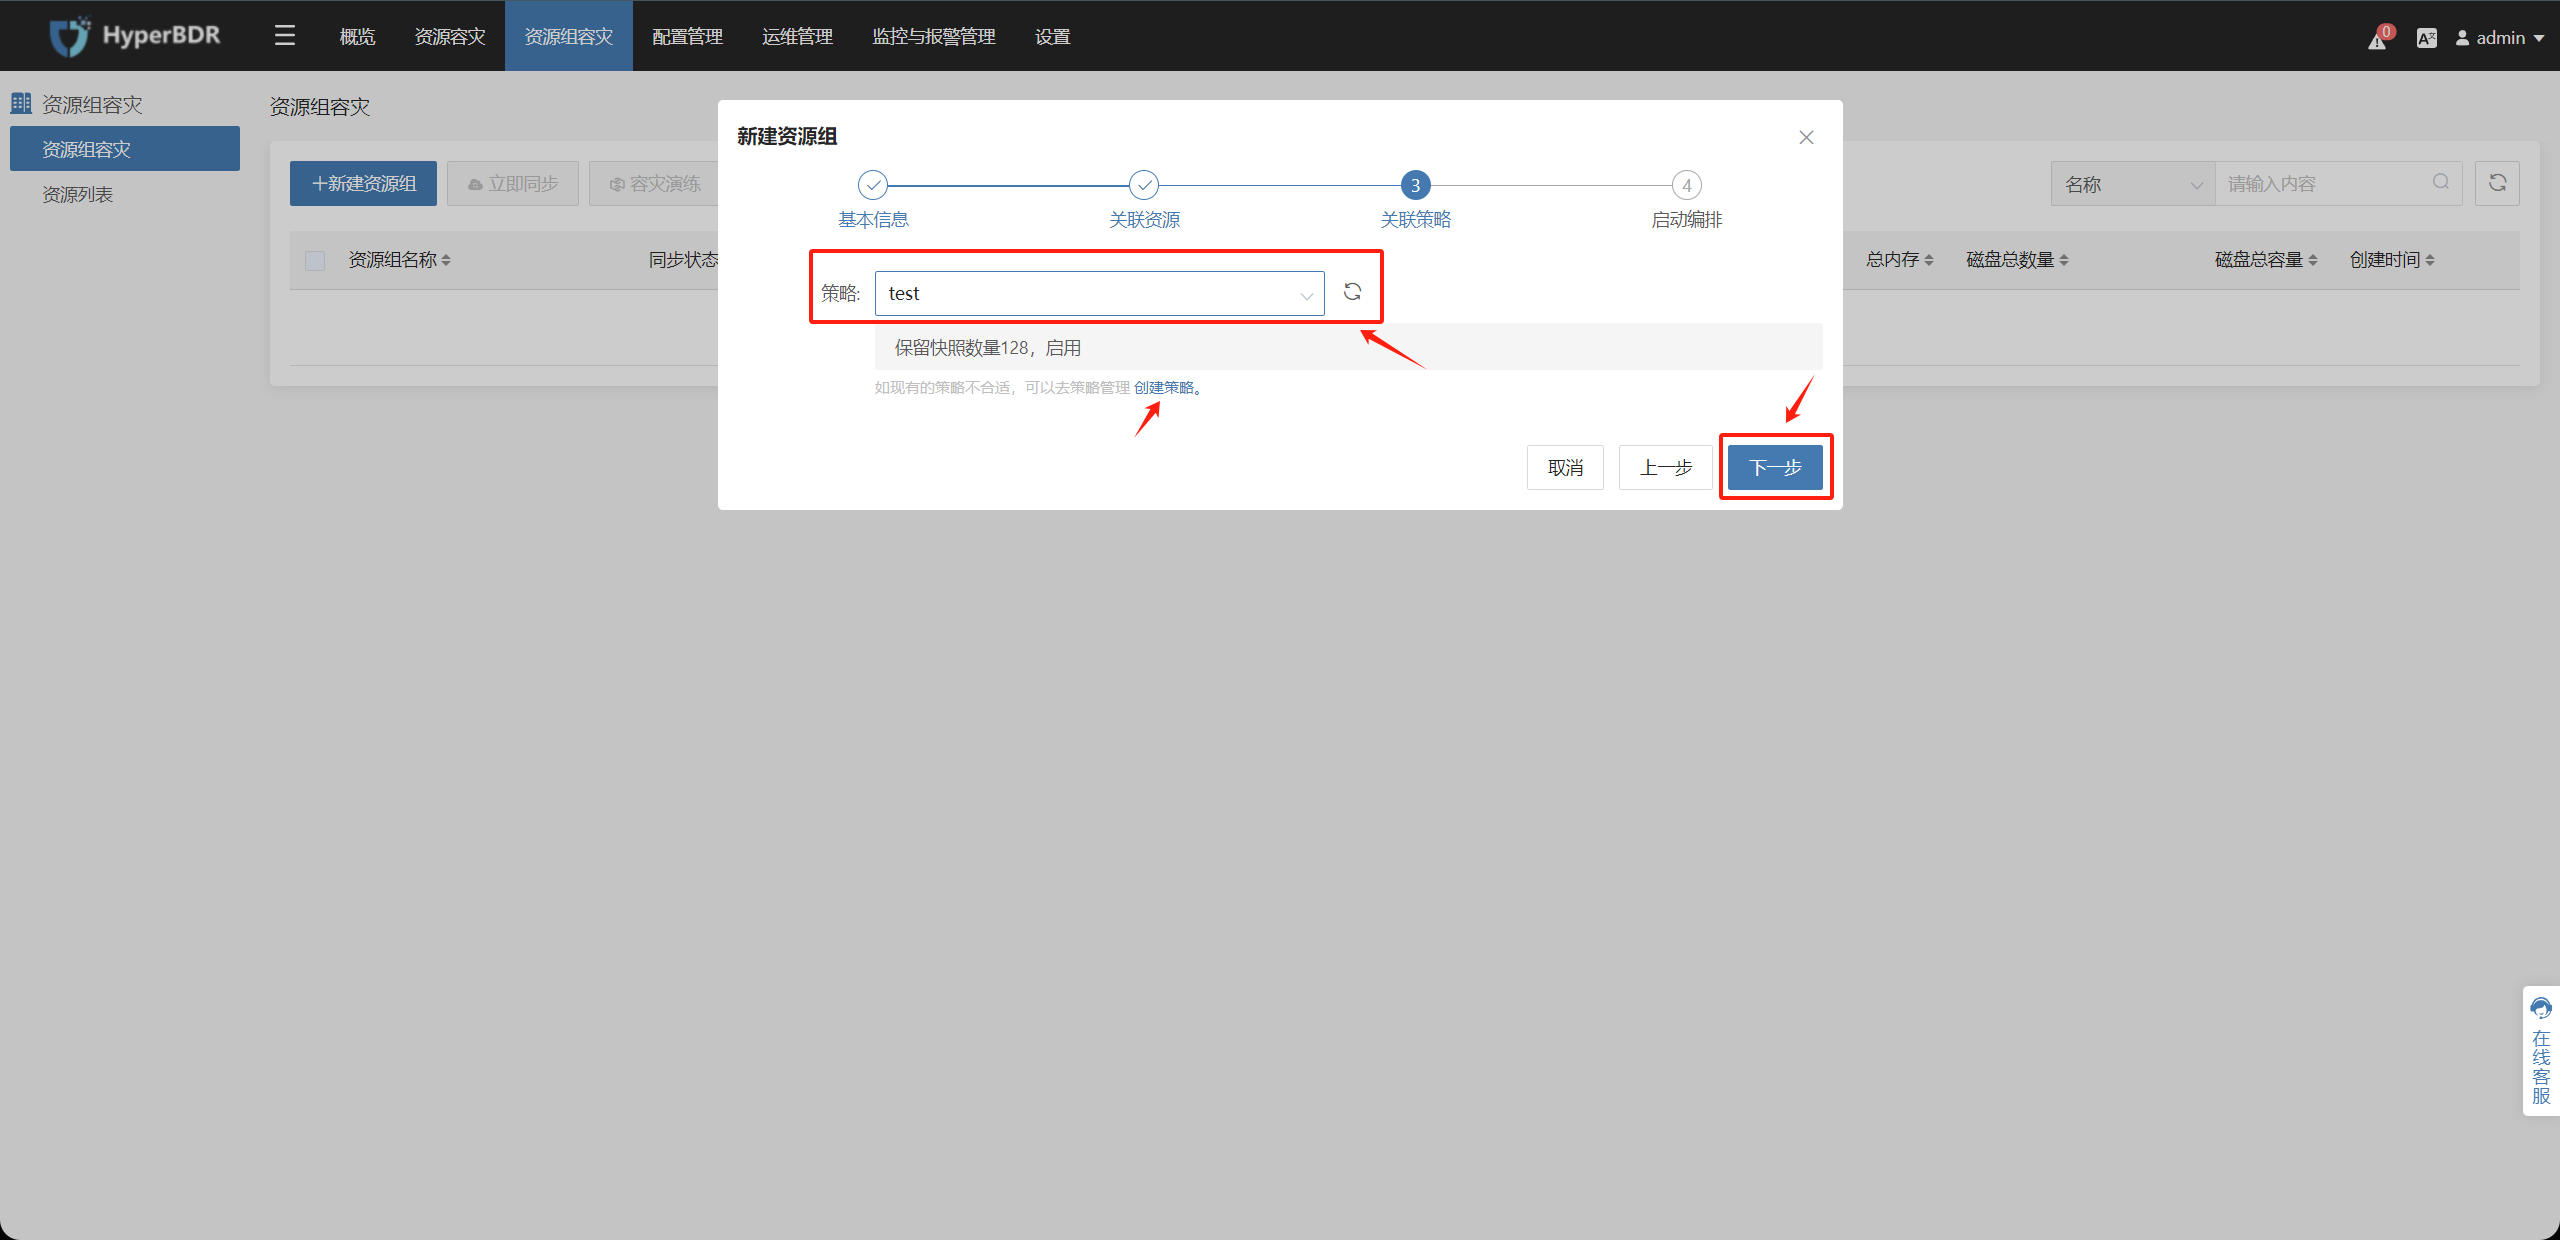 HyperBDR
概览
资源容灾
资源组容灾
配置管理
运维管理
监控与报警管理
设置
0
admin
资源组容灾
资源组容灾
资源列表
资源组容灾
新建资源组
立即同步
容灾演练
名称
请输入内容
资源组名称
同步状态
总内存
磁盘总数量
磁盘总容量
创建时间
新建资源组
3
4
基本信息
关联资源
关联策略
启动编排
策略:
test
保留快照数量128，启用
如现有的策略不合适，可以去策略管理 创建策略。
取消
上一步
下一步
在线客服